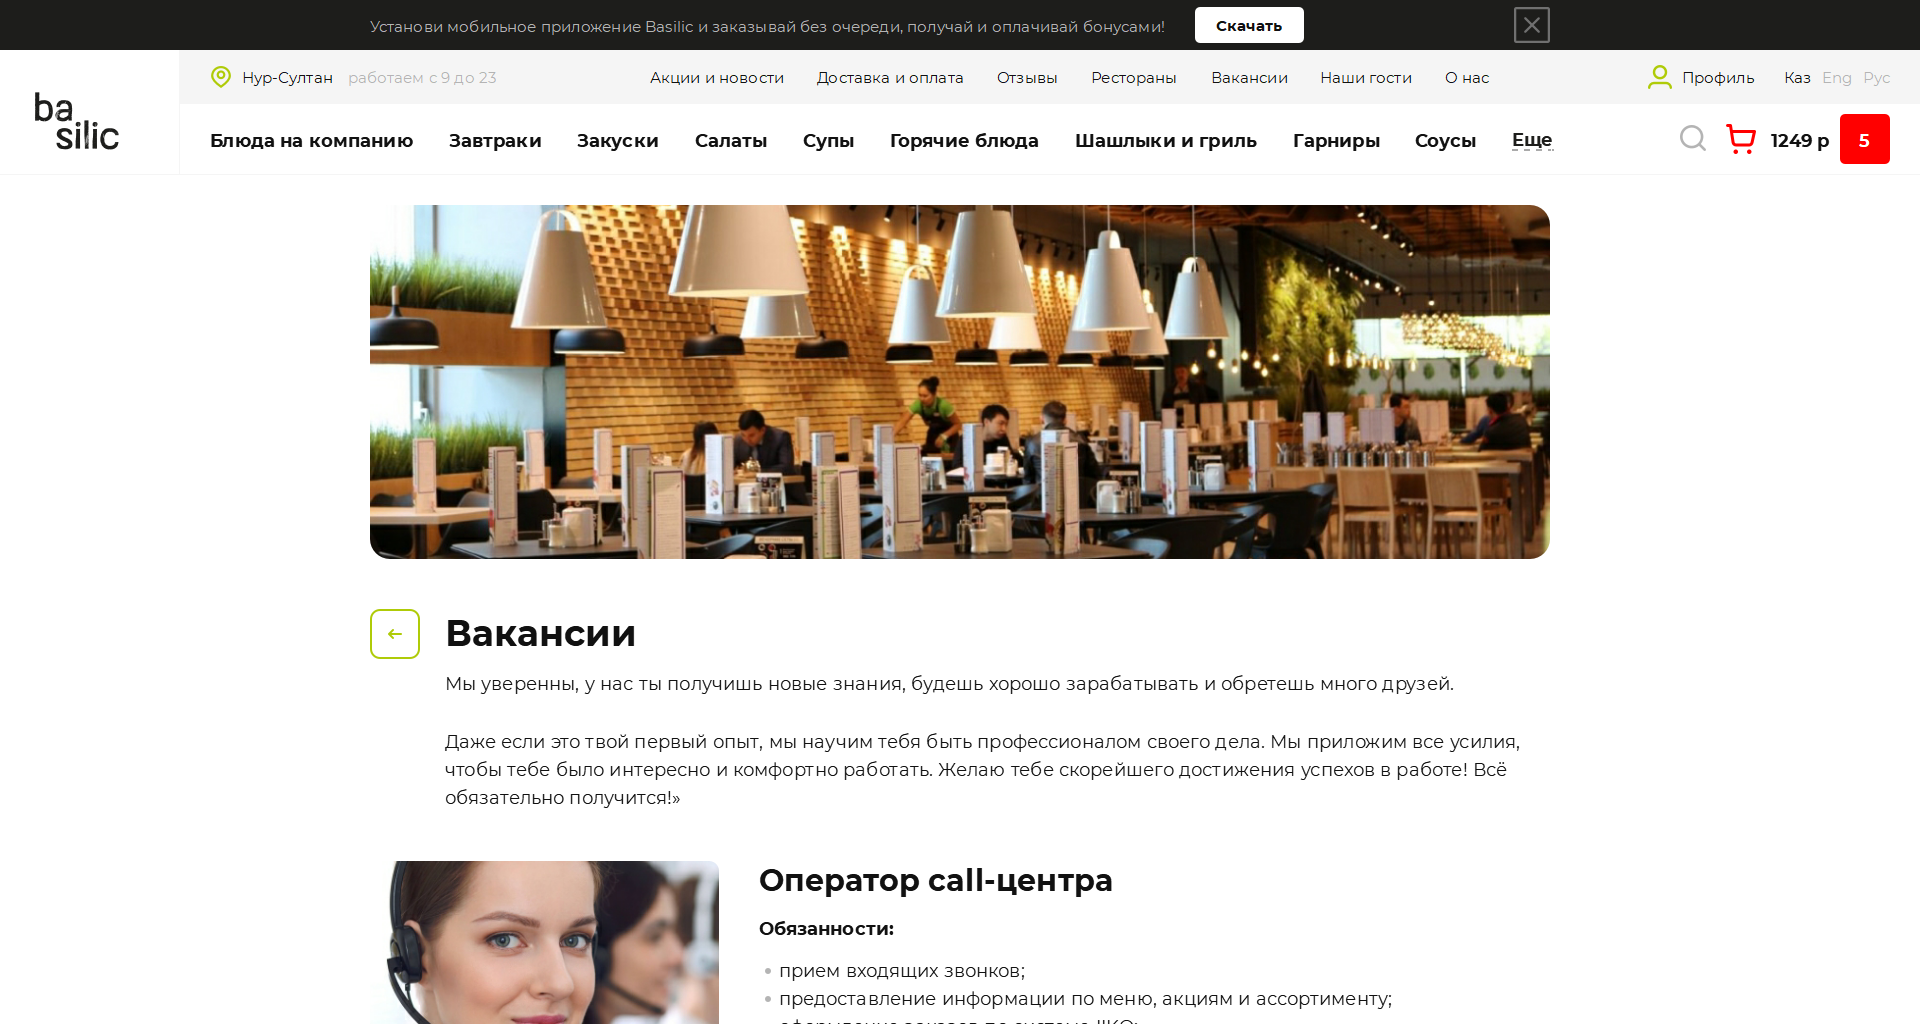 Установи мобильное приложение Basilic и заказывай без очереди, получай и оплачивай бонусами!
Скачать
ba
silic
Нур-Султан
работаем с 9 до 23
Акции и новости
Доставка и оплата
Отзывы
Рестораны
Вакансии
Наши гости
О нас
Профиль
Каз
Eng
Рус
Блюда на компанию
Завтраки
Закуски
Салаты
Супы
Горячие блюда
Шашлыки и гриль
Гарниры
Соусы
Еще
1249 р
5
Вакансии
Мы уверенны, у нас ты получишь новые знания, будешь хорошо зарабатывать и обретешь много друзей.
Даже если это твой первый опыт, мы научим тебя быть профессионалом своего дела. Мы приложим все усилия,
чтобы тебе было интересно и комфортно работать. Желаю тебе скорейшего достижения успехов в работе! Всё
обязательно получится!»
Оператор call-центра
Обязанности:
прием входящих звонков;
предоставление информации по меню, акциям и ассортименту;